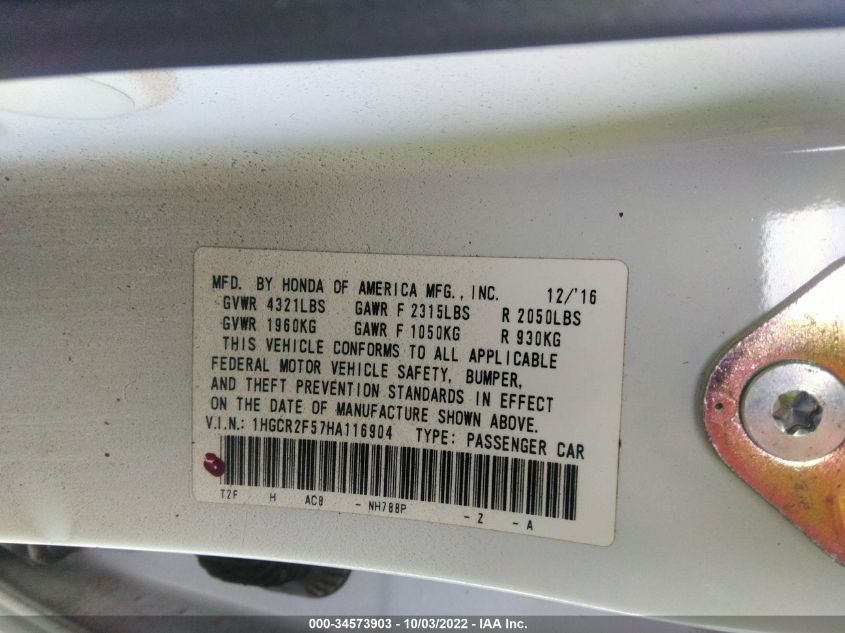 MFD. BY HONDA OF AMERICA MFG., INC. 12/'16
GVWR 4321LBS GAWR F 2315LBS R 2050LBS
GVWR 1960KG GAWR F 1050KG R 930KG
THIS VEHICLE CONFORMS TO ALL APPLICABLE
FEDERAL MOTOR VEHICLE SAFETY, BUMPER,
AND THEFT PREVENTION STANDARDS IN EFFECT
ON THE DATE OF MANUFACTURE SHOWN ABOVE.
V.I.N.: 1HGCR2F57HA116904 TYPE: PASSENGER CAR
T2F H AC8 - NH788P - Z - A
000-34573903 - 10/03/2022 - IAA Inc.